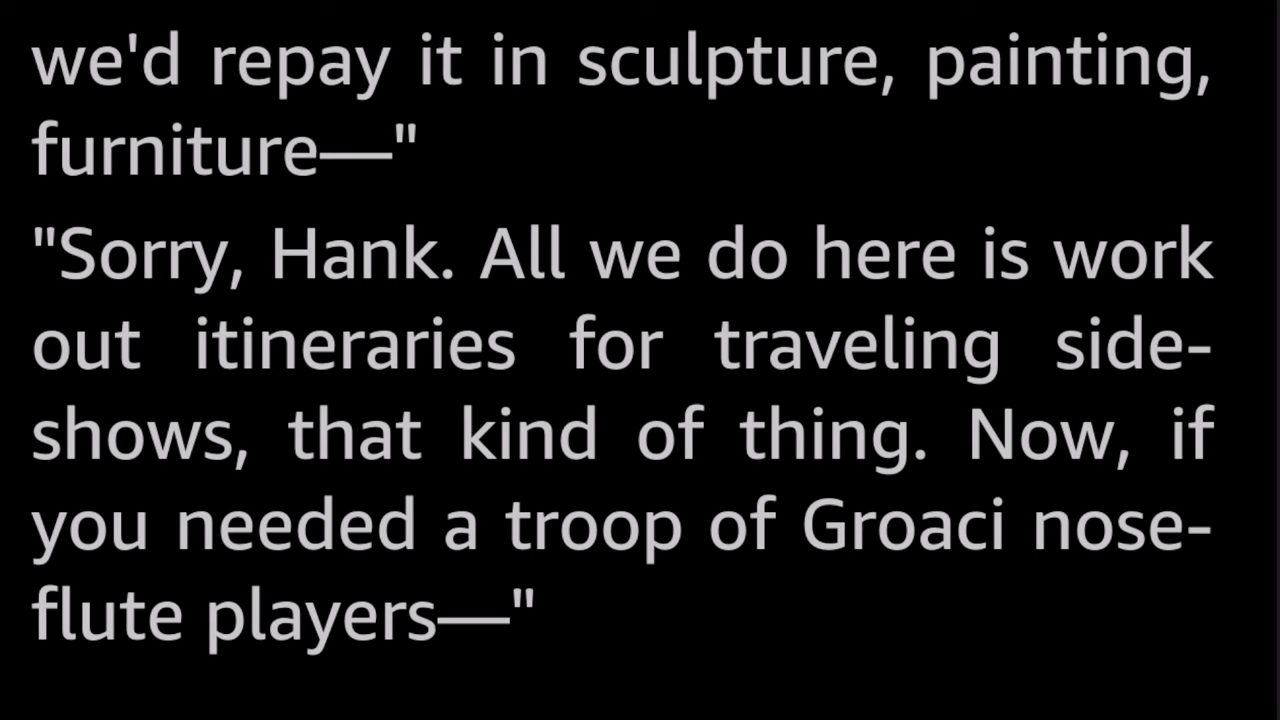 we'd repay it in sculpture, painting,
furniture—"
"Sorry, Hank. All we do here is work
out itineraries for traveling side-
shows, that kind of thing. Now, if
you needed a troop of Groaci nose-
flute players—"